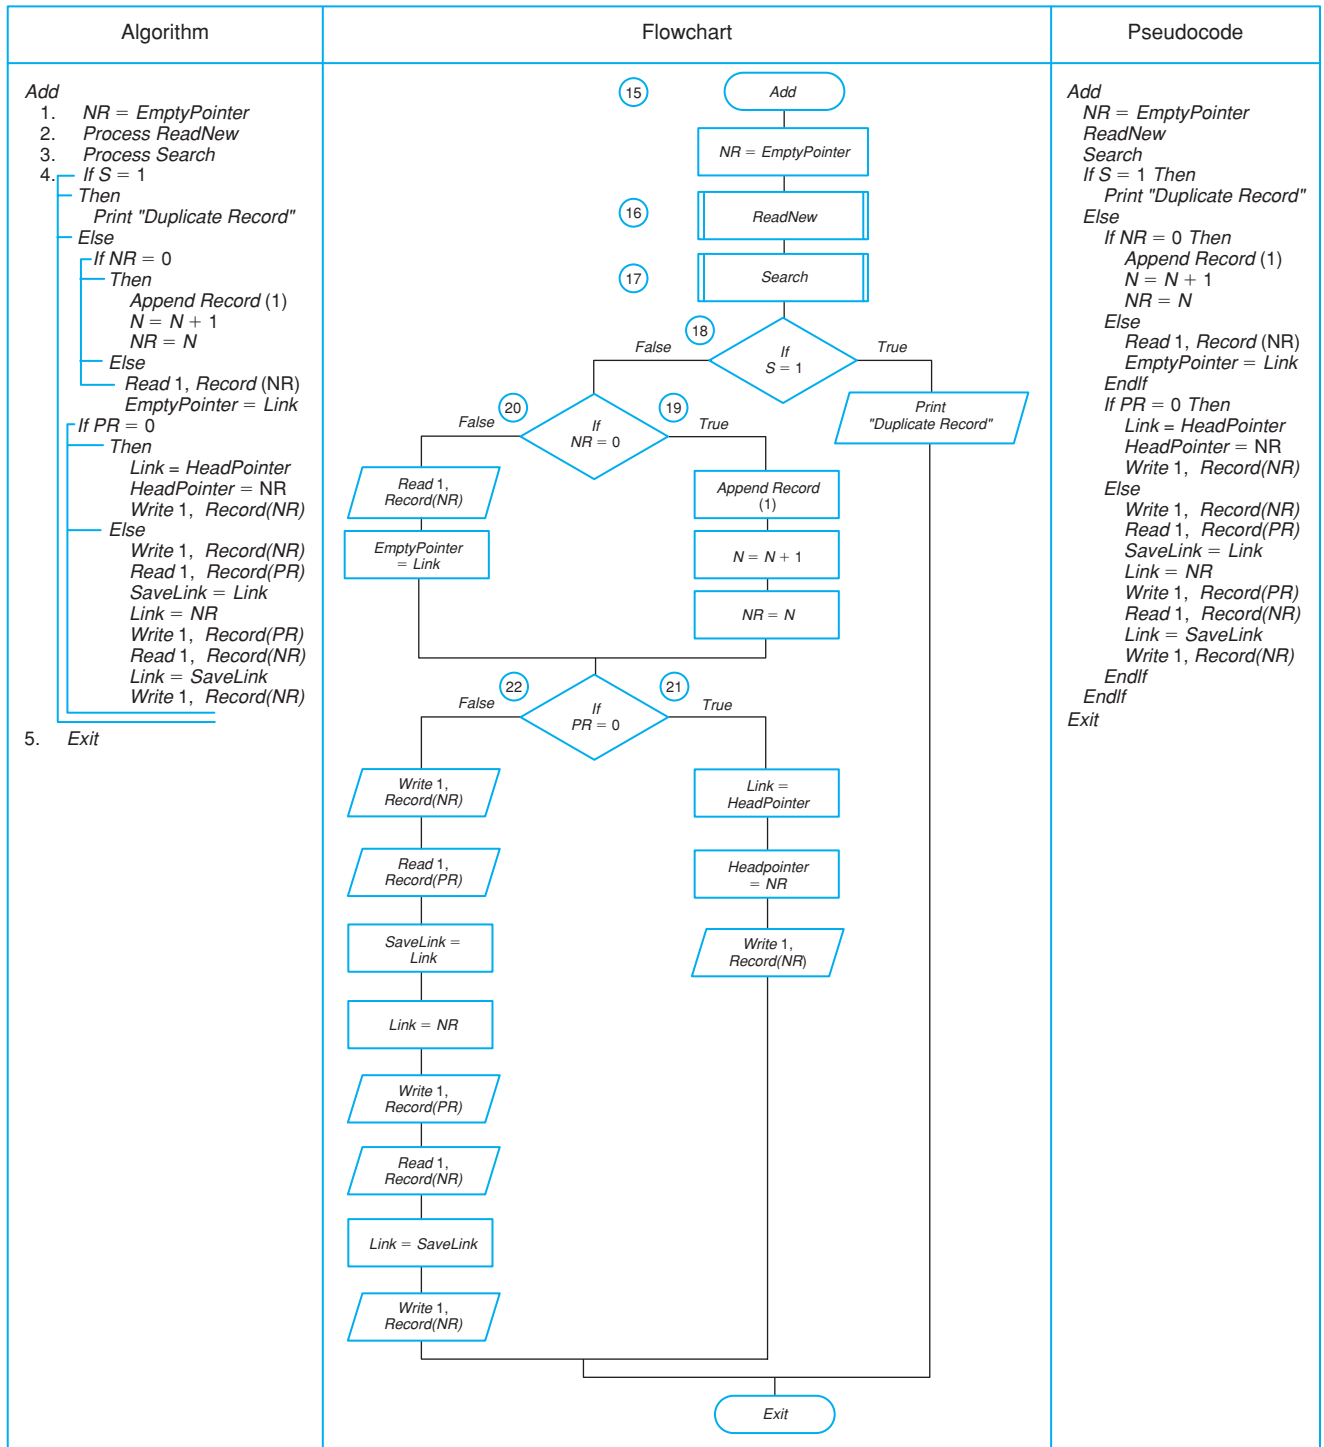 Algorithm
Flowchart
Pseudocode
Add
1. NR = EmptyPointer
2. Process ReadNew
3. Process Search
4. If S = 1
Then
Print "Duplicate Record"
Else
If NR = 0
Then
Append Record (1)
N = N + 1
NR = N
Else
Read 1, Record (NR)
EmptyPointer = Link
If PR = 0
Then
Link = HeadPointer
HeadPointer = NR
Write 1, Record(NR)
Else
Write 1, Record(NR)
Read 1, Record(PR)
SaveLink = Link
Link = NR
Write 1, Record(PR)
Read 1, Record(NR)
Link = SaveLink
Write 1, Record(NR)
5. Exit
15
Add
NR = EmptyPointer
16
ReadNew
17
Search
18
False
If
S = 1
True
Print
"Duplicate Record"
20
False
If
NR = 0
19
True
Read 1,
Record(NR)
EmptyPointer
= Link
Append Record
(1)
N = N + 1
NR = N
22
False
If
PR = 0
21
True
Write 1,
Record(NR)
Read 1,
Record(PR)
SaveLink =
Link
Link = NR
Write 1,
Record(PR)
Read 1,
Record(NR)
Link = SaveLink
Write 1,
Record(NR)
Link =
HeadPointer
Headpointer
= NR
Write 1,
Record(NR)
Exit
Add
NR = EmptyPointer
ReadNew
Search
If S = 1 Then
Print "Duplicate Record"
Else
If NR = 0 Then
Append Record (1)
N = N + 1
NR = N
Else
Read 1, Record (NR)
EmptyPointer = Link
EndIf
If PR = 0 Then
Link = HeadPointer
HeadPointer = NR
Write 1, Record(NR)
Else
Write 1, Record(NR)
Read 1, Record(PR)
SaveLink = Link
Link = NR
Write 1, Record(PR)
Read 1, Record(NR)
Link = SaveLink
Write 1, Record(NR)
EndIf
EndIf
Exit